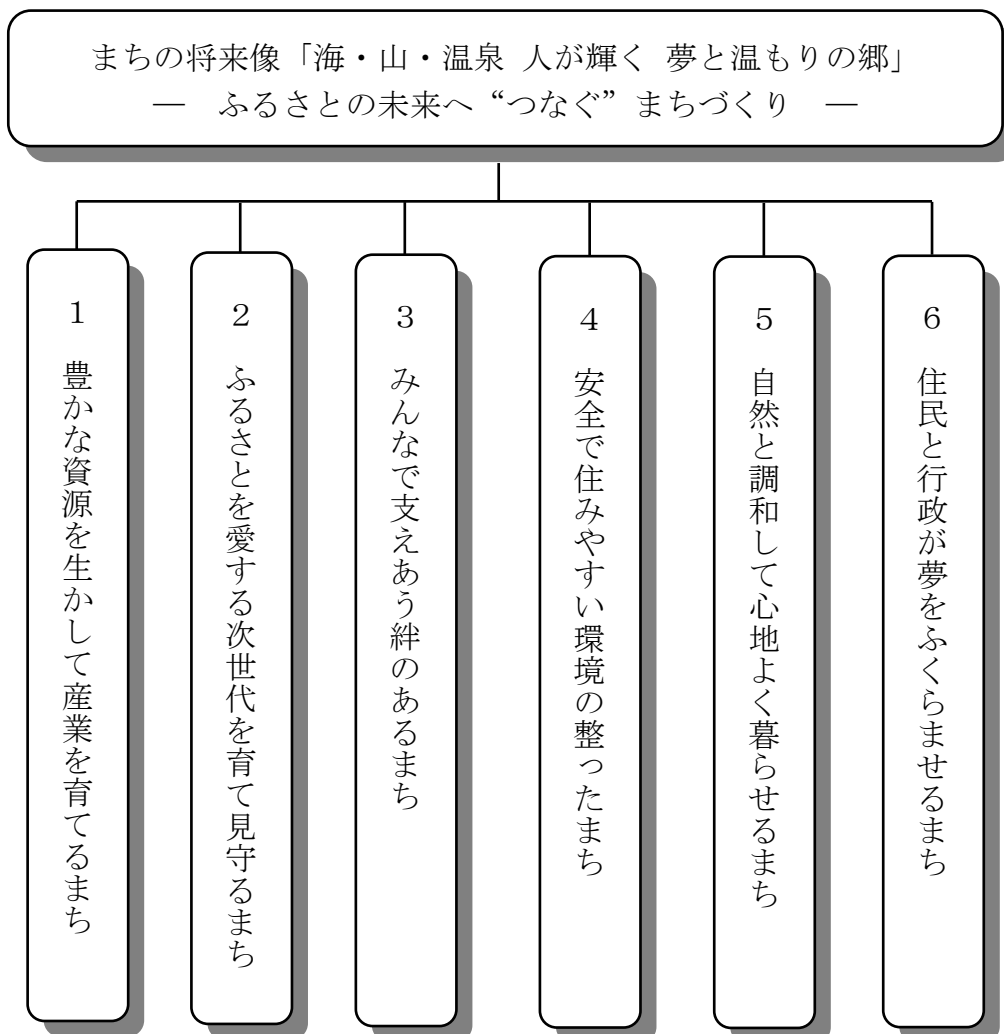 まちの将来像「海・山・温泉 人が輝く 夢と温もりの郷」
― ふるさとの未来へ“つなぐ”まちづくり ―
1 豊かな資源を生かして産業を育てるまち
2 ふるさとを愛する次世代を育て見守るまち
3 みんなで支えあう絆のあるまち
4 安全で住みやすい環境の整ったまち
5 自然と調和して心地よく暮らせるまち
6 住民と行政が夢をふくらませるまち